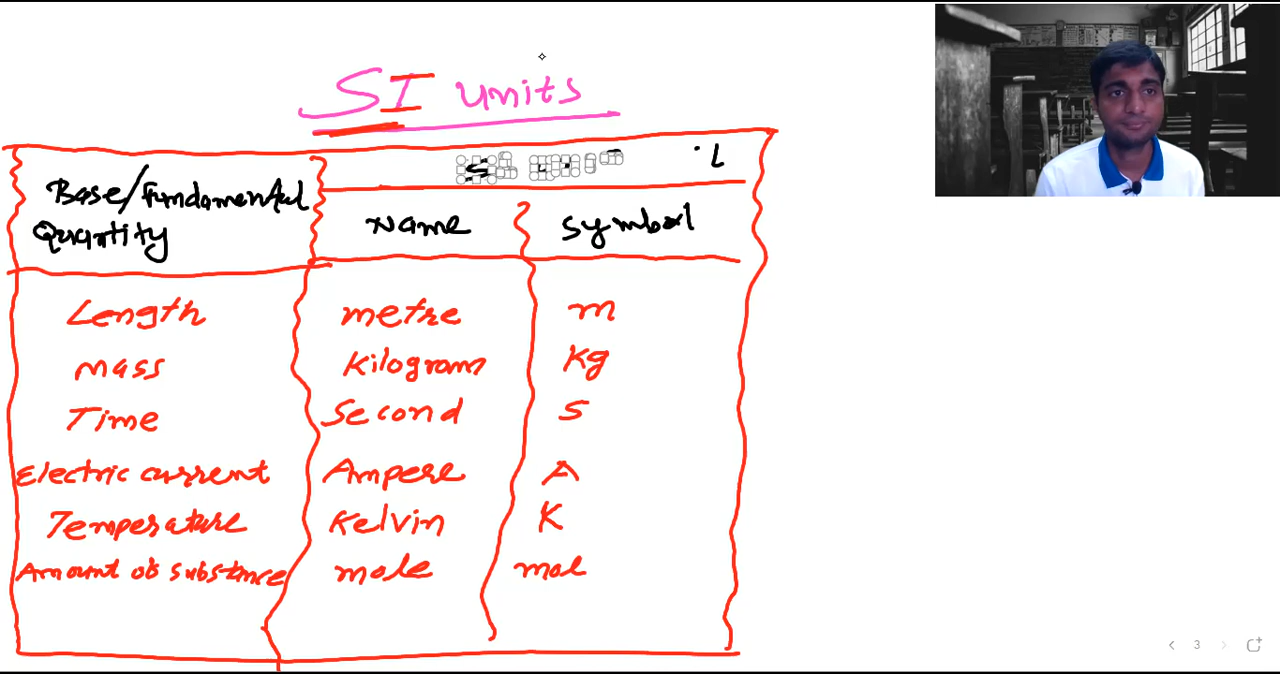 SI units
Base/Fundamental
Quantity
Name
Symbol
Length
metre
m
Mass
Kilogram
Kg
Time
Second
S
Electric current
Ampere
A
Temperature
Kelvin
K
Amount of substance
mole
mol
3